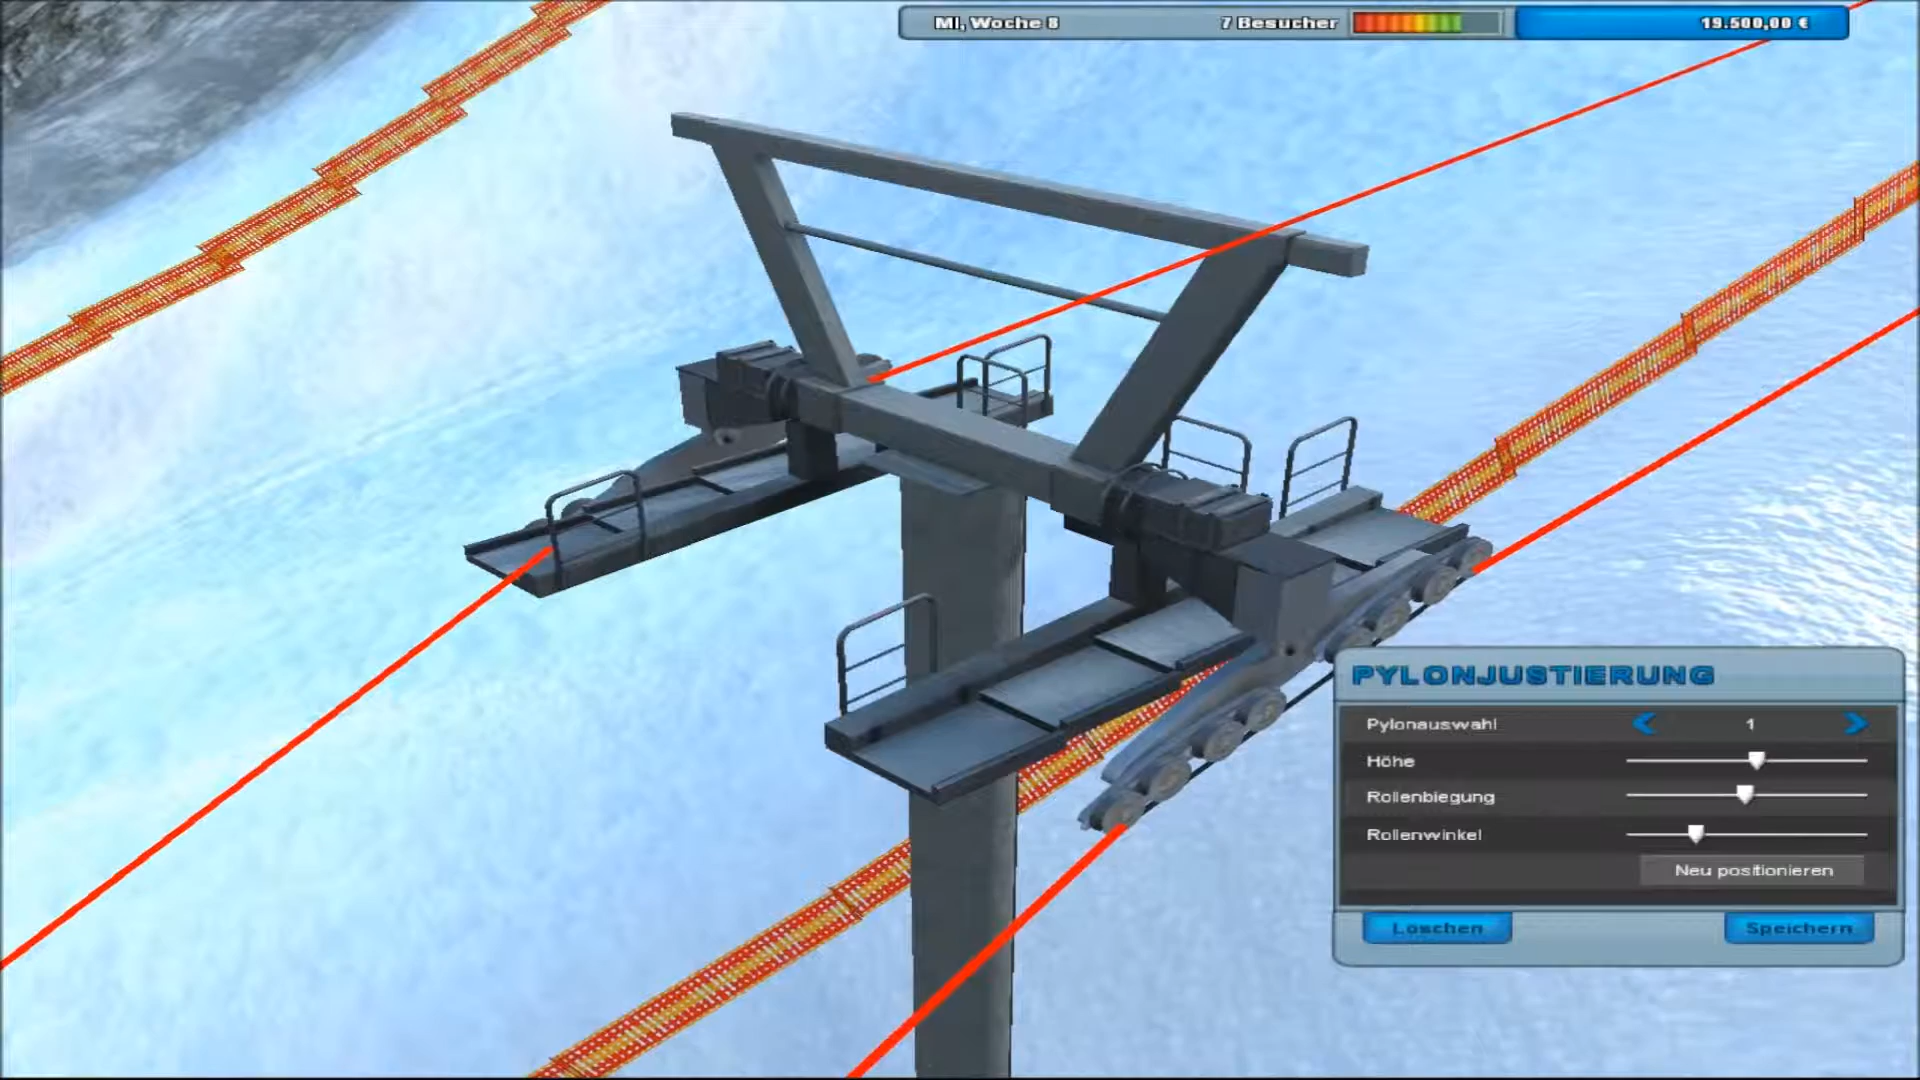 MI, Woche 8 7 Besucher 19.500,00 €
PYLONJUSTIERUNG
Pylonauswahl 1
Höhe
Rollenbiegung
Rollenwinkel
Neu positionieren
Löschen Speichern